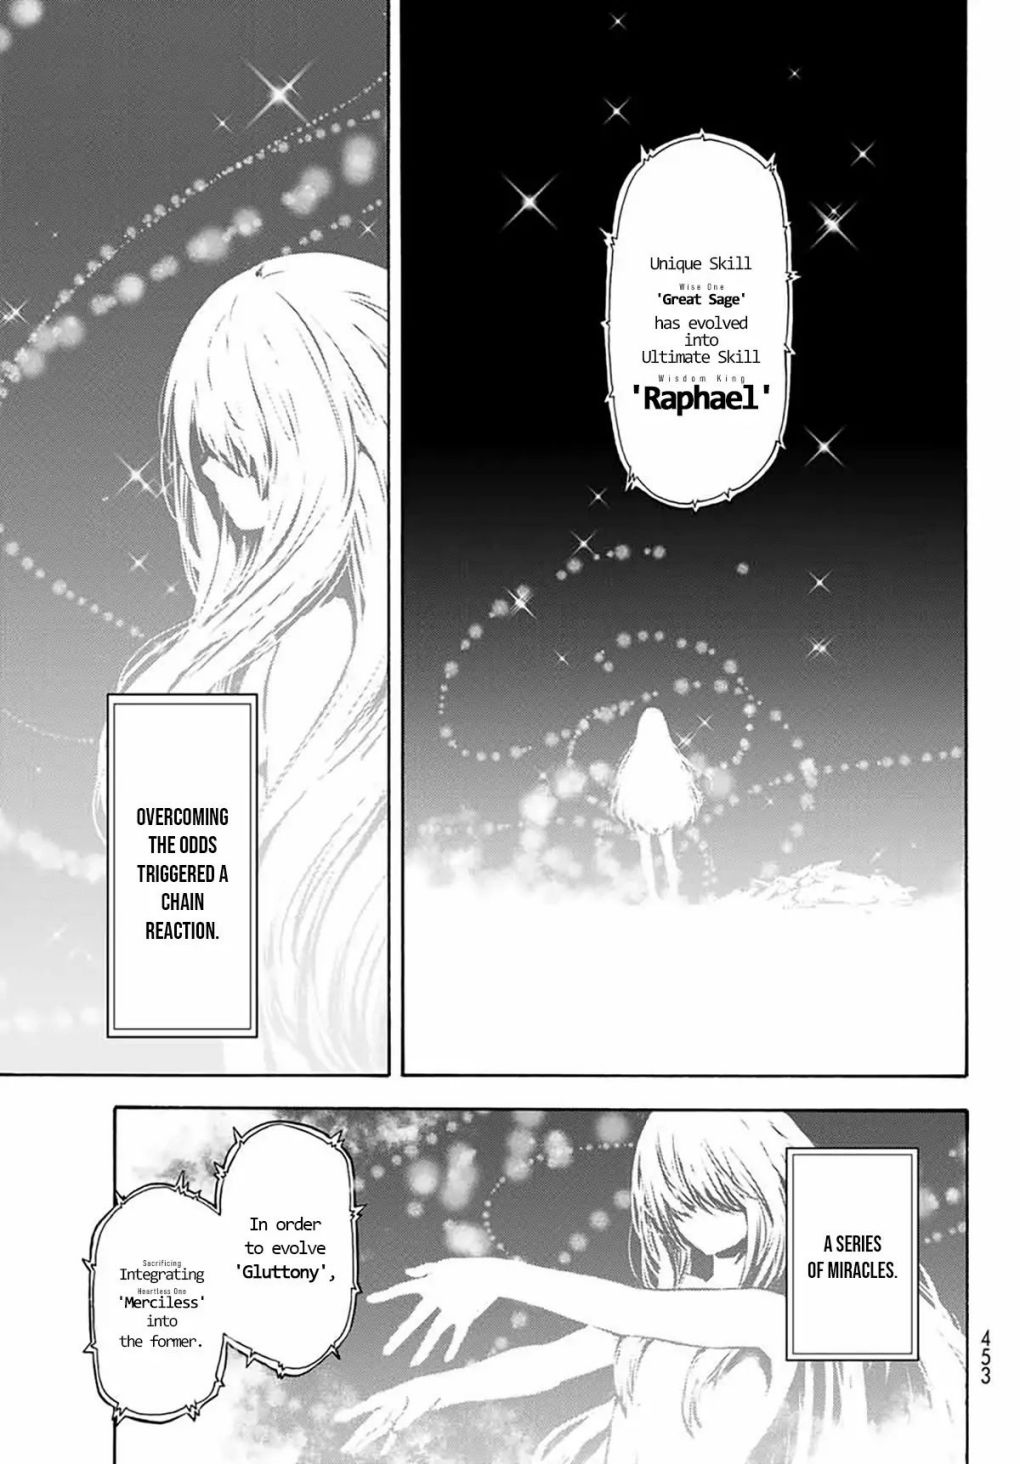 Unique Skill
Wise One
'Great Sage'
has evolved
into
Ultimate Skill
Wisdom King
'Raphael'
OVERCOMING
THE ODDS
TRIGGERED A
CHAIN
REACTION.
A SERIES
OF MIRACLES.
In order
to evolve
'Gluttony',
Sacrificing
Integrating
Heartless One
'Merciless'
into
the former.
453